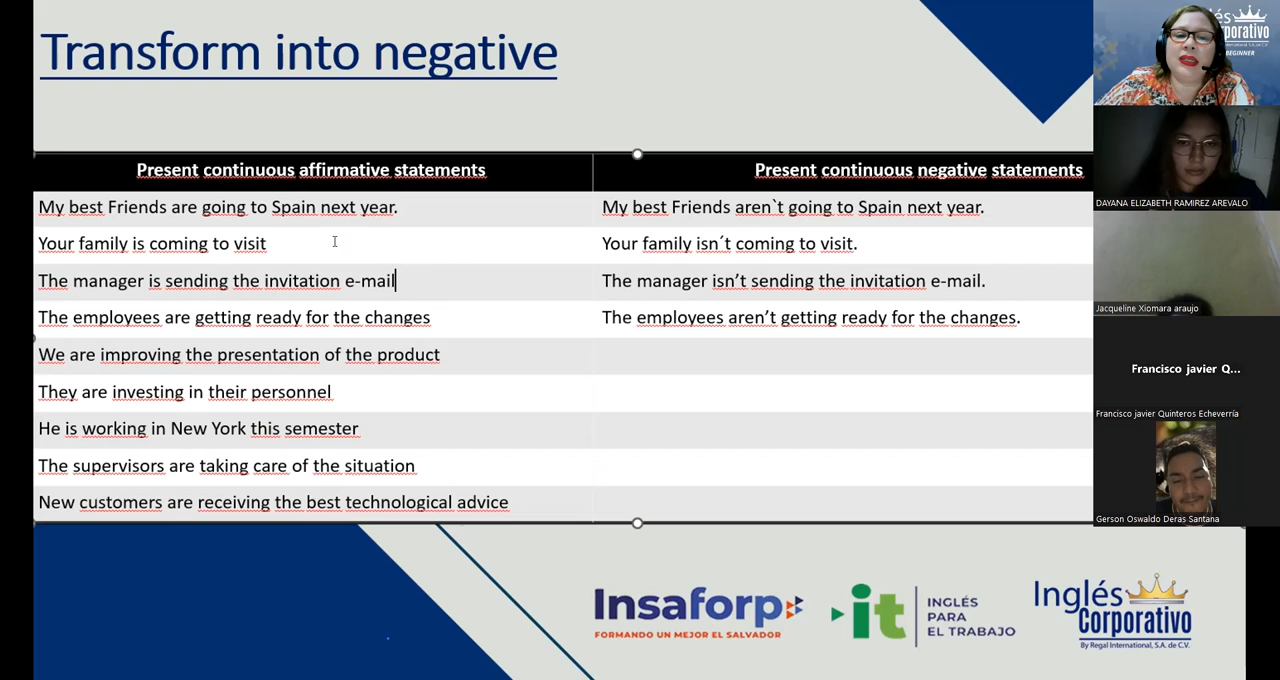 Transform into negative
Present continuous affirmative statements
Present continuous negative statements
My best Friends are going to Spain next year.
My best Friends aren`t going to Spain next year.
Your family is coming to visit
Your family isn´t coming to visit.
The manager is sending the invitation e-mail
The manager isn’t sending the invitation e-mail.
The employees are getting ready for the changes
The employees aren’t getting ready for the changes.
We are improving the presentation of the product
They are investing in their personnel
He is working in New York this semester
The supervisors are taking care of the situation
New customers are receiving the best technological advice
Insaforp
FORMANDO UN MEJOR EL SALVADOR
it
INGLÉS
PARA
EL TRABAJO
Inglés
Corporativo
By Regal International, S.A. de C.V.
BEGINNER
DAYANA ELIZABETH RAMIREZ AREVALO
Jacqueline Xiomara araujo
Francisco javier Q...
Francisco javier Quinteros Echeverría
Gerson Oswaldo Deras Santana